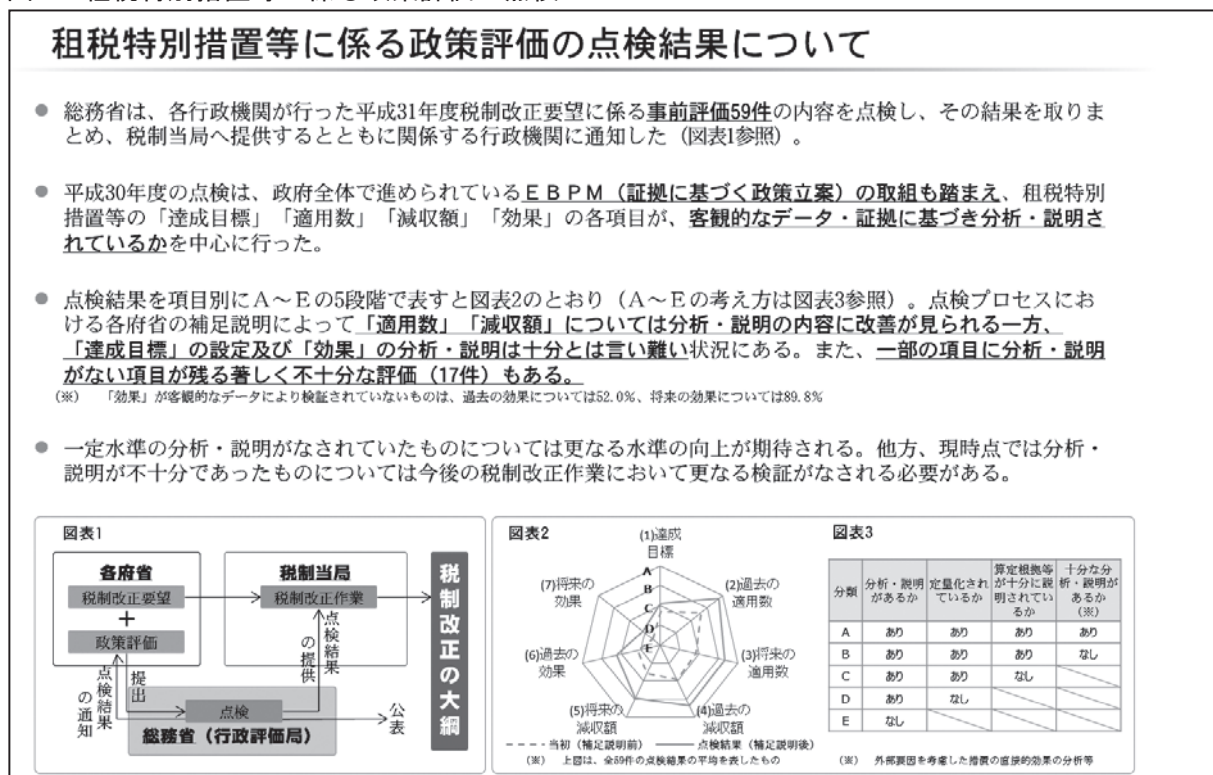 租税特別措置等に係る政策評価の点検結果について
● 総務省は、各行政機関が行った平成31年度税制改正要望に係る事前評価59件の内容を点検し、その結果を取りま
とめ、税制当局へ提供するとともに関係する行政機関に通知した（図表1参照）。
● 平成30年度の点検は、政府全体で進められているＥＢＰＭ（証拠に基づく政策立案）の取組も踏まえ、租税特別
措置等の「達成目標」「適用数」「減収額」「効果」の各項目が、客観的なデータ・証拠に基づき分析・説明さ
れているかを中心に行った。
● 点検結果を項目別にＡ～Ｅの5段階で表すと図表2のとおり（Ａ～Ｅの考え方は図表3参照）。点検プロセスにお
ける各府省の補足説明によって「適用数」「減収額」については分析・説明の内容に改善が見られる一方、
「達成目標」の設定及び「効果」の分析・説明は十分とは言い難い状況にある。また、一部の項目に分析・説明
がない項目が残る著しく不十分な評価（17件）もある。
（※） 「効果」が客観的なデータにより検証されていないものは、過去の効果については52.0%、将来の効果については89.8%
● 一定水準の分析・説明がなされていたものについては更なる水準の向上が期待される。他方、現時点では分析・
説明が不十分であったものについては今後の税制改正作業において更なる検証がなされる必要がある。
図表1
各府省
税制改正要望
＋
政策評価
税制当局
税制改正作業
税制改正の大綱
点検結果
の通知
提出
点検結果
の提供
点検
公表
総務省（行政評価局）
図表2
(1)達成
目標
(2)過去の
適用数
(3)将来の
適用数
(4)過去の
減収額
(5)将来の
減収額
(6)過去の
効果
(7)将来の
効果
A
B
C
D
E
当初（補足説明前）
点検結果（補足説明後）
（※） 上図は、全59件の点検結果の平均を表したもの
図表3
分類 分析・説明があるか 定量化されているか 算定根拠等が十分に説明されているか 十分な分析・説明があるか（※）
A あり あり あり あり
B あり あり あり なし
C あり あり なし
D あり なし
E なし
（※） 外部要因を考慮した措置の直接的効果の分析等